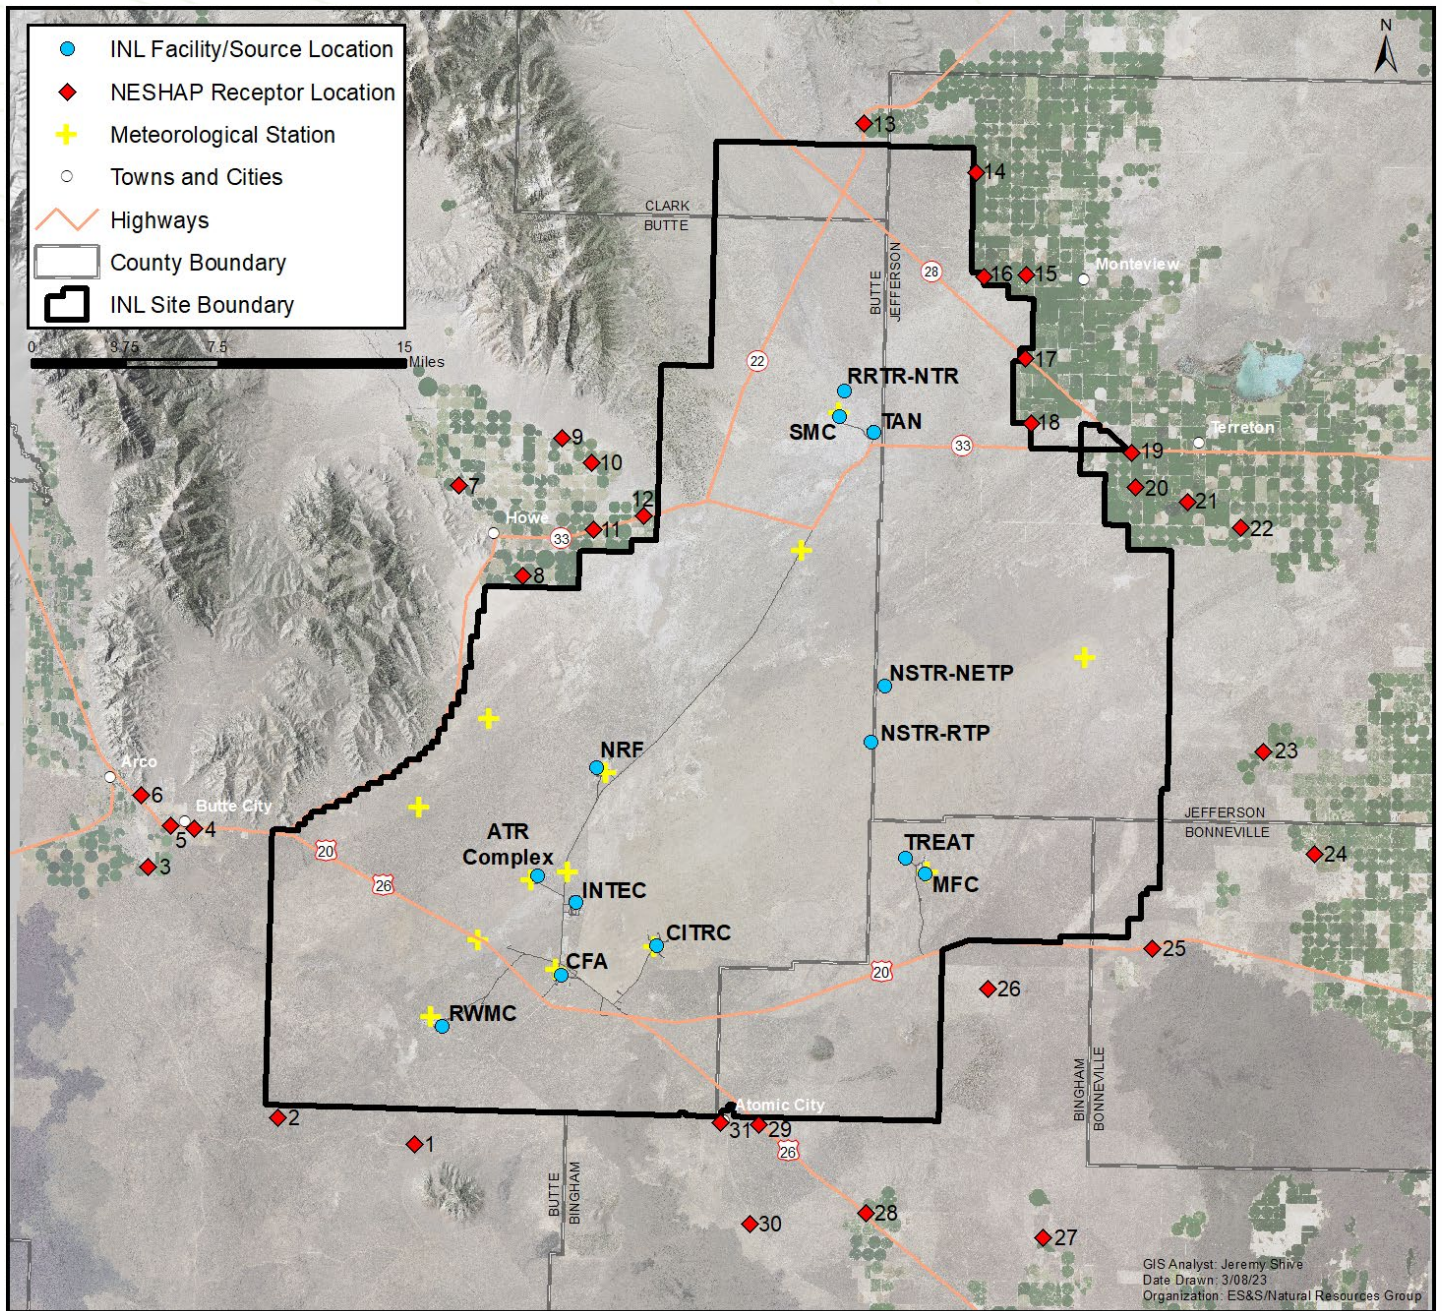 INL Facility/Source Location
NESHAP Receptor Location
Meteorological Station
Towns and Cities
Highways
County Boundary
INL Site Boundary
0 3.75 7.5 15
Miles
N
13
14
CLARK
BUTTE
BUTTE
JEFFERSON
28
16
15
Monteview
22
17
RRTR-NTR
SMC
TAN
18
33
Terreton
19
20
21
22
9
10
7
12
Howe
33
11
8
NSTR-NETP
NSTR-RTP
NRF
23
Arco
6
Butte City
5
4
3
20
26
JEFFERSON
BONNEVILLE
24
ATR
Complex
INTEC
TREAT
MFC
CITRC
CFA
RWMC
20
25
26
BINGHAM
BONNEVILLE
2
1
Atomic City
31
29
26
BUTTE
BINGHAM
30
28
27
GIS Analyst: Jeremy Shive
Date Drawn: 3/08/23
Organization: ES&S/Natural Resources Group